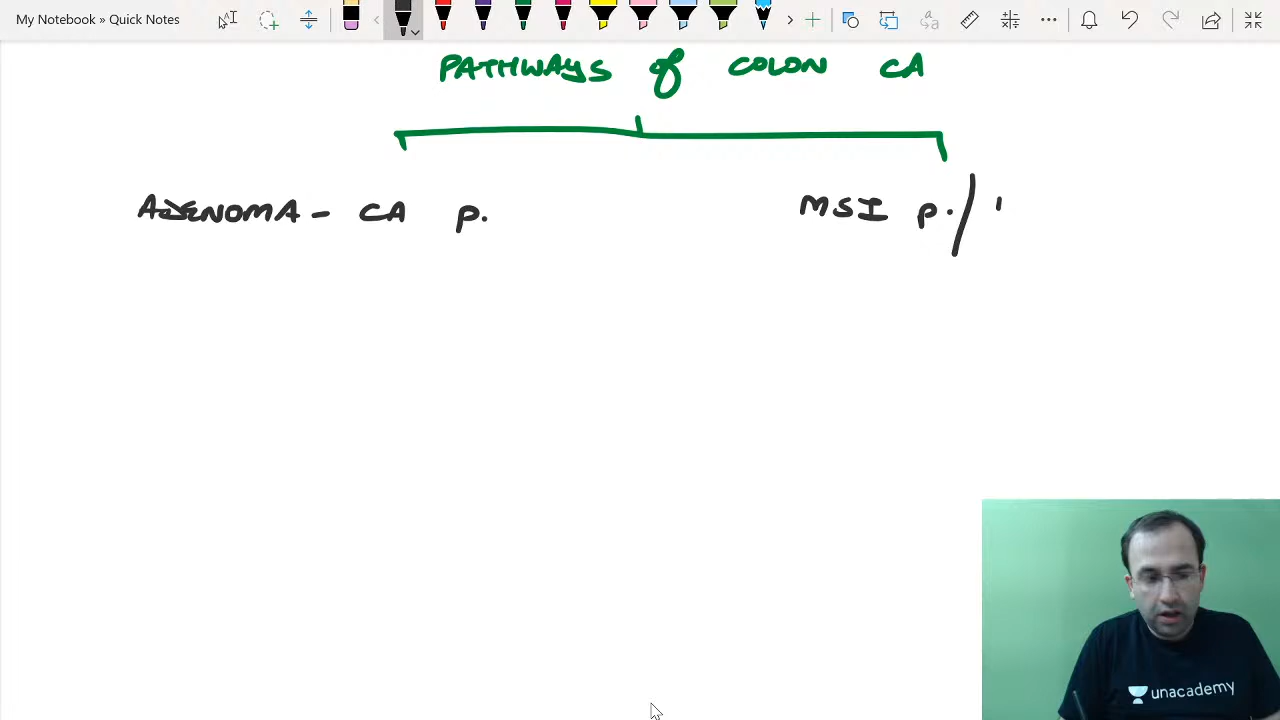 My Notebook » Quick Notes
PATHWAYS of COLON CA
ADENOMA - CA p.
MSI p. /
unacademy